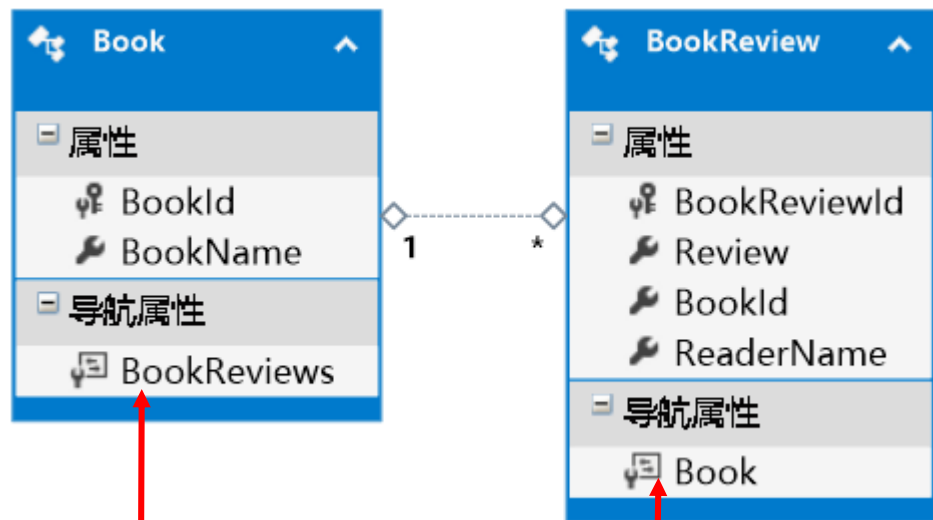 Book
属性
BookId
BookName
导航属性
BookReviews
1
*
BookReview
属性
BookReviewId
Review
BookId
ReaderName
导航属性
Book